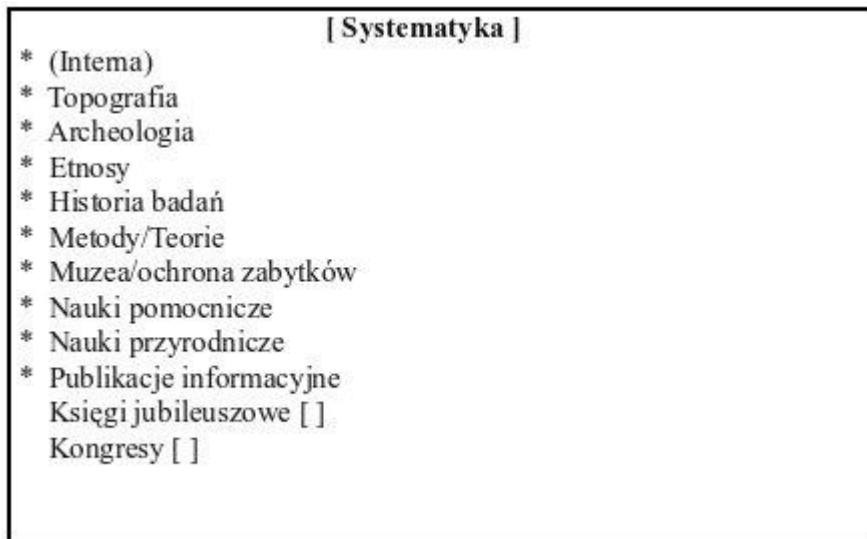 [ Systematyka ]
* (Interna)
* Topografia
* Archeologia
* Etnosy
* Historia badań
* Metody/Teorie
* Muzea/ochrona zabytków
* Nauki pomocnicze
* Nauki przyrodnicze
* Publikacje informacyjne
Księgi jubileuszowe [ ]
Kongresy [ ]